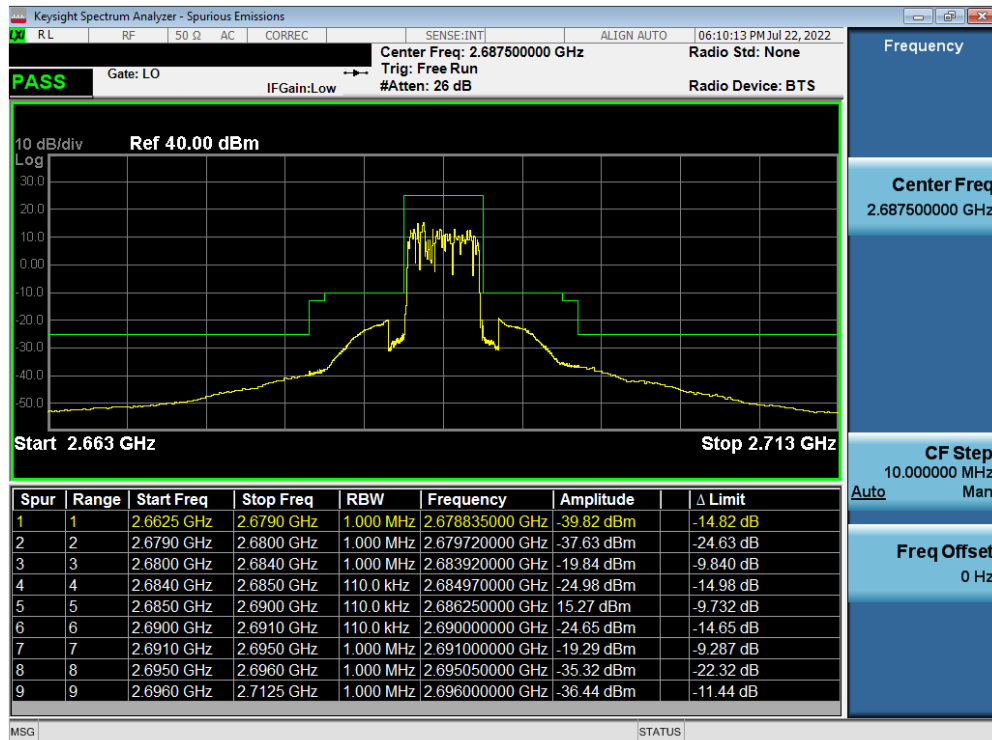 Keysight Spectrum Analyzer - Spurious Emissions
LXI RL RF 50 Ω AC CORREC SENSE:INT ALIGN AUTO 06:10:13 PM Jul 22, 2022
Frequency
Center Freq: 2.687500000 GHz Radio Std: None
PASS Gate: LO Trig: Free Run
IFGain:Low #Atten: 26 dB Radio Device: BTS
10 dB/div Ref 40.00 dBm
Log
30.0
20.0
10.0
0.00
-10.0
-20.0
-30.0
-40.0
-50.0
Start 2.663 GHz Stop 2.713 GHz
Center Freq
2.687500000 GHz
CF Step
10.000000 MHz
Auto Man
Freq Offset
0 Hz
Spur Range Start Freq Stop Freq RBW Frequency Amplitude Δ Limit
1 1 2.6625 GHz 2.6790 GHz 1.000 MHz 2.678835000 GHz -39.82 dBm -14.82 dB
2 2 2.6790 GHz 2.6800 GHz 1.000 MHz 2.679720000 GHz -37.63 dBm -24.63 dB
3 3 2.6800 GHz 2.6840 GHz 1.000 MHz 2.683920000 GHz -19.84 dBm -9.840 dB
4 4 2.6840 GHz 2.6850 GHz 110.0 kHz 2.684970000 GHz -24.98 dBm -14.98 dB
5 5 2.6850 GHz 2.6900 GHz 110.0 kHz 2.686250000 GHz 15.27 dBm -9.732 dB
6 6 2.6900 GHz 2.6910 GHz 110.0 kHz 2.690000000 GHz -24.65 dBm -14.65 dB
7 7 2.6910 GHz 2.6950 GHz 1.000 MHz 2.691000000 GHz -19.29 dBm -9.287 dB
8 8 2.6950 GHz 2.6960 GHz 1.000 MHz 2.695050000 GHz -35.32 dBm -22.32 dB
9 9 2.6960 GHz 2.7125 GHz 1.000 MHz 2.696000000 GHz -36.44 dBm -11.44 dB
MSG STATUS